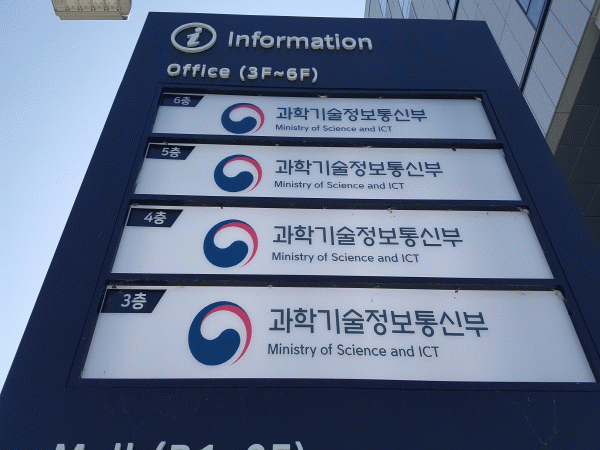 i Information
Office (3F~6F)
6층
과학기술정보통신부
Ministry of Science and ICT
5층
과학기술정보통신부
Ministry of Science and ICT
4층
과학기술정보통신부
Ministry of Science and ICT
3층
과학기술정보통신부
Ministry of Science and ICT